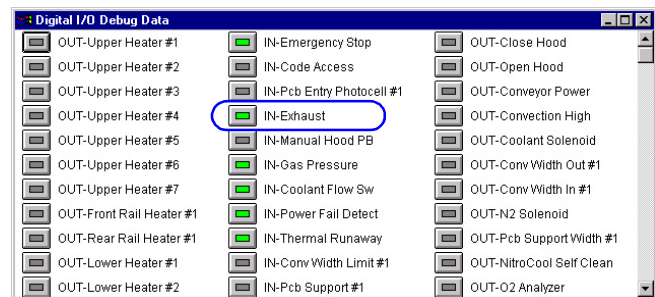 Digital I/O Debug Data
OUT-Upper Heater #1 IN-Emergency Stop OUT-Close Hood
OUT-Upper Heater #2 IN-Code Access OUT-Open Hood
OUT-Upper Heater #3 IN-Pcb Entry Photocell #1 OUT-Conveyor Power
OUT-Upper Heater #4 IN-Exhaust OUT-Convection High
OUT-Upper Heater #5 IN-Manual Hood PB OUT-Coolant Solenoid
OUT-Upper Heater #6 IN-Gas Pressure OUT-Conv Width Out #1
OUT-Upper Heater #7 IN-Coolant Flow Sw OUT-Conv Width In #1
OUT-Front Rail Heater #1 IN-Power Fail Detect OUT-N2 Solenoid
OUT-Rear Rail Heater #1 IN-Thermal Runaway OUT-Pcb Support Width #1
OUT-Lower Heater #1 IN-Conv Width Limit #1 OUT-NitroCool Self Clean
OUT-Lower Heater #2 IN-Pcb Support #1 OUT-O2 Analyzer